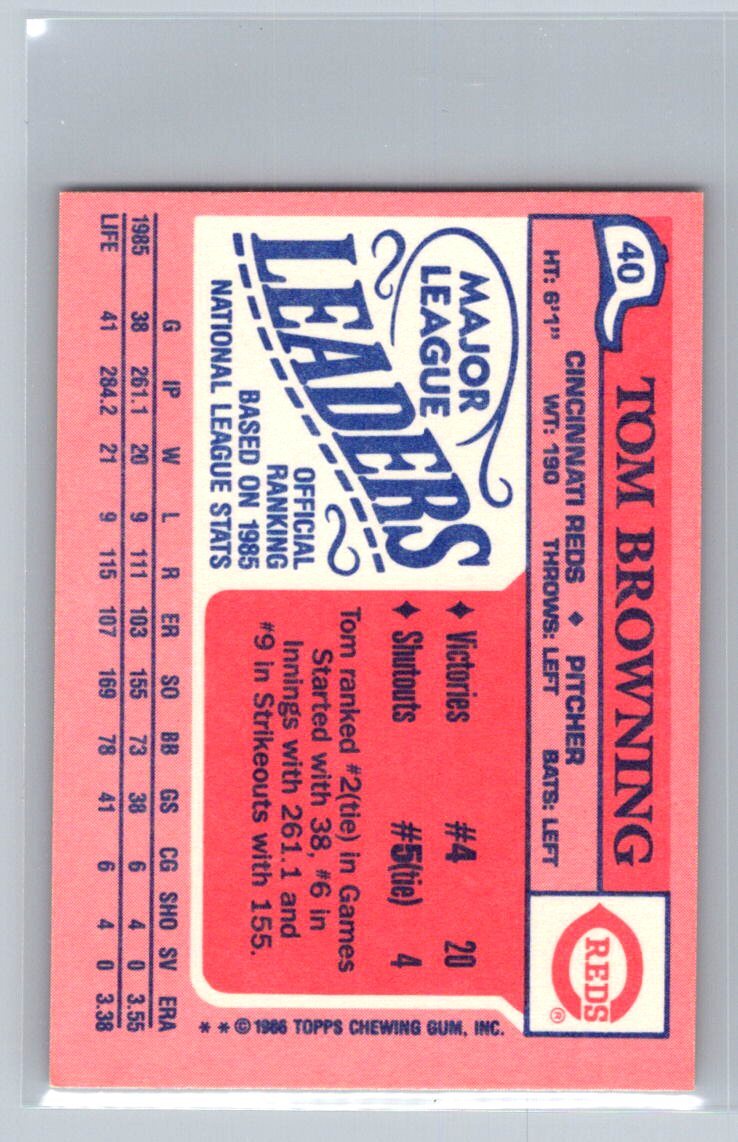 40
TOM BROWNING
CINCINNATI REDS ♦ PITCHER
HT: 6'1" WT: 190 THROWS: LEFT BATS: LEFT
REDS ®
MAJOR
LEAGUE
LEADERS
OFFICIAL
RANKING
BASED ON 1985
NATIONAL LEAGUE STATS
♦ Victories #4 20
♦ Shutouts #5(tie) 4
Tom ranked #2(tie) in Games
Started with 38, #6 in
Innings with 261.1 and
#9 in Strikeouts with 155.
* * © 1986 TOPPS CHEWING GUM, INC.
G IP W L R ER SO BB GS CG SHO SV ERA
1985 38 261.1 20 9 111 103 155 73 38 6 4 0 3.55
LIFE 41 284.2 21 9 115 107 169 78 41 6 4 0 3.38